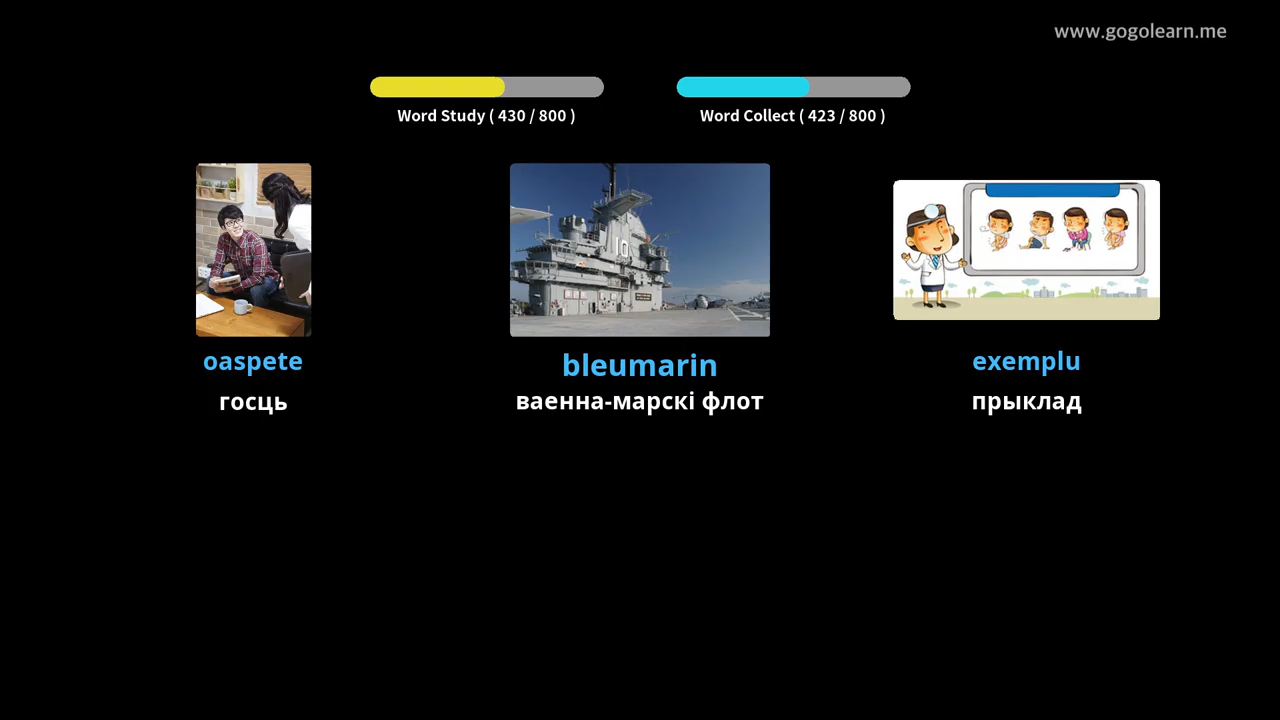 www.gogolearn.me
Word Study ( 430 / 800 )
Word Collect ( 423 / 800 )
oaspete
bleumarin
exemplu
госць
ваенна-марскі флот
прыклад